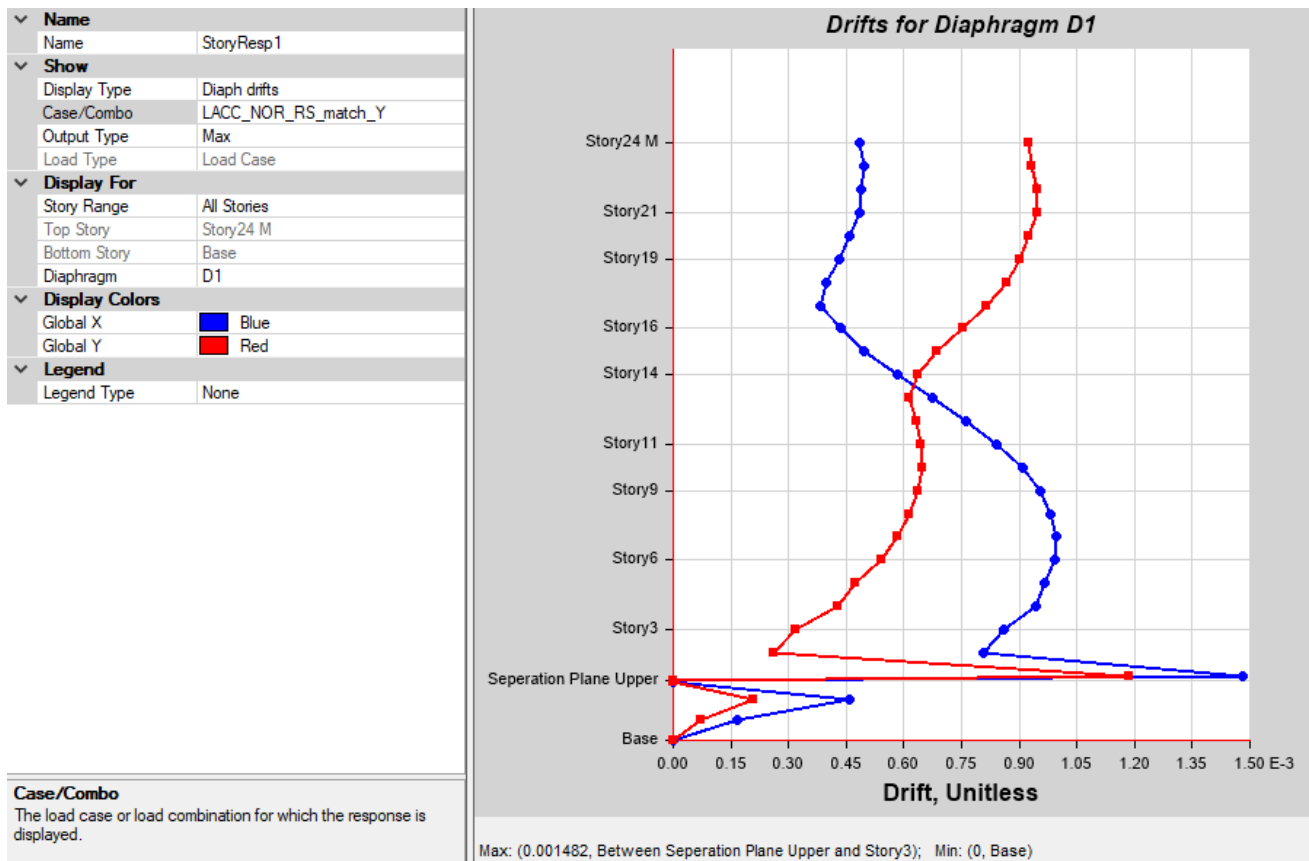 Name
Name StoryResp1
Show
Display Type Diaph drifts
Case/Combo LACC_NOR_RS_match_Y
Output Type Max
Load Type Load Case
Display For
Story Range All Stories
Top Story Story24 M
Bottom Story Base
Diaphragm D1
Display Colors
Global X Blue
Global Y Red
Legend
Legend Type None
Case/Combo
The load case or load combination for which the response is
displayed.
Drifts for Diaphragm D1
Story24 M
Story21
Story19
Story16
Story14
Story11
Story9
Story6
Story3
Seperation Plane Upper
Base
0.00 0.15 0.30 0.45 0.60 0.75 0.90 1.05 1.20 1.35 1.50 E-3
Drift, Unitless
Max: (0.001482, Between Seperation Plane Upper and Story3); Min: (0, Base)